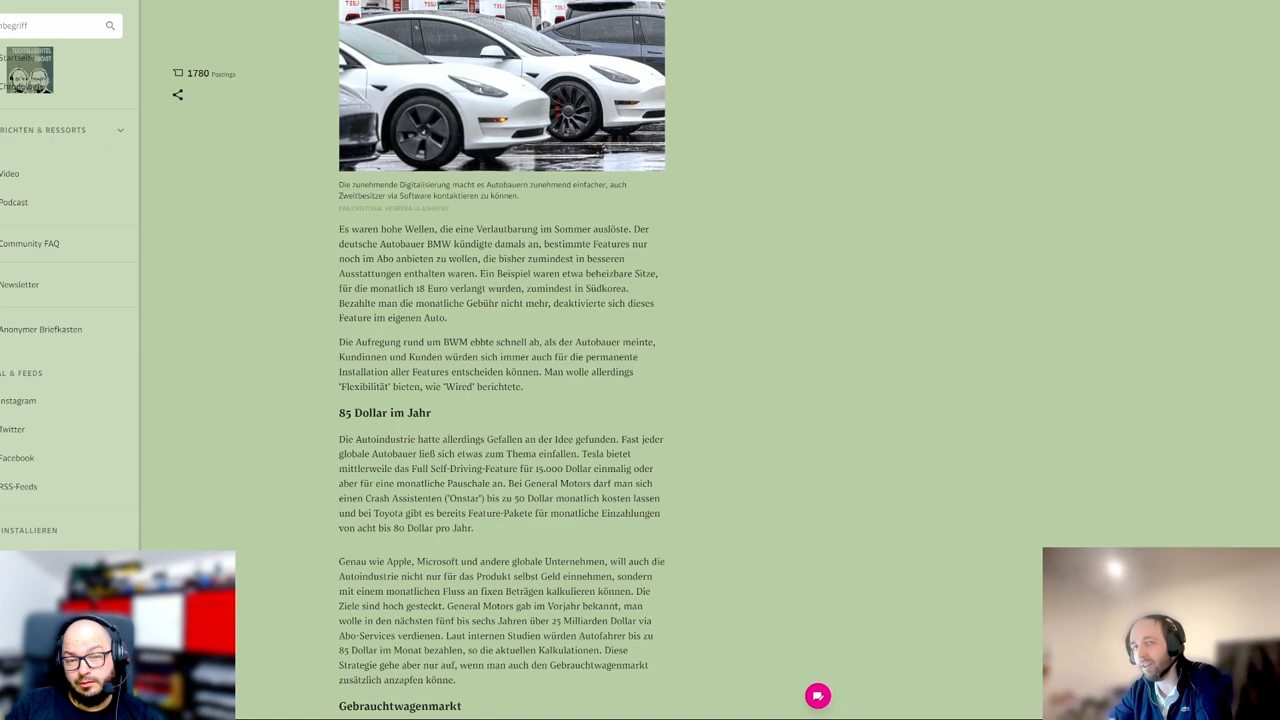 nbegriff
Startseite
TECHTELMECHTEL
Chronologie
RICHTEN & RESSORTS
Video
Podcast
Community FAQ
Newsletter
Anonymer Briefkasten
AL & FEEDS
Instagram
Twitter
Facebook
RSS-Feeds
INSTALLIEREN
1780 Postings
Die zunehmende Digitalisierung macht es Autobauern zunehmend einfacher, auch
Zweitbesitzer via Software kontaktieren zu können.
Es waren hohe Wellen, die eine Verlautbarung im Sommer auslöste. Der
deutsche Autobauer BMW kündigte damals an, bestimmte Features nur
noch im Abo anbieten zu wollen, die bisher zumindest in besseren
Ausstattungen enthalten waren. Ein Beispiel waren etwa beheizbare Sitze,
für die monatlich 18 Euro verlangt wurden, zumindest in Südkorea.
Bezahlte man die monatliche Gebühr nicht mehr, deaktivierte sich dieses
Feature im eigenen Auto.
Die Aufregung rund um BWM ebbte schnell ab, als der Autobauer meinte,
Kundinnen und Kunden würden sich immer auch für die permanente
Installation aller Features entscheiden können. Man wolle allerdings
"Flexibilität" bieten, wie "Wired" berichtete.
85 Dollar im Jahr
Die Autoindustrie hatte allerdings Gefallen an der Idee gefunden. Fast jeder
globale Autobauer ließ sich etwas zum Thema einfallen. Tesla bietet
mittlerweile das Full Self-Driving-Feature für 15.000 Dollar einmalig oder
aber für eine monatliche Pauschale an. Bei General Motors darf man sich
einen Crash Assistenten ("Onstar") bis zu 50 Dollar monatlich kosten lassen
und bei Toyota gibt es bereits Feature-Pakete für monatliche Einzahlungen
von acht bis 80 Dollar pro Jahr.
Genau wie Apple, Microsoft und andere globale Unternehmen, will auch die
Autoindustrie nicht nur für das Produkt selbst Geld einnehmen, sondern
mit einem monatlichen Fluss an fixen Beträgen kalkulieren können. Die
Ziele sind hoch gesteckt. General Motors gab im Vorjahr bekannt, man
wolle in den nächsten fünf bis sechs Jahren über 25 Milliarden Dollar via
Abo-Services verdienen. Laut internen Studien würden Autofahrer bis zu
85 Dollar im Monat bezahlen, so die aktuellen Kalkulationen. Diese
Strategie gehe aber nur auf, wenn man auch den Gebrauchtwagenmarkt
zusätzlich anzapfen könne.
Gebrauchtwagenmarkt